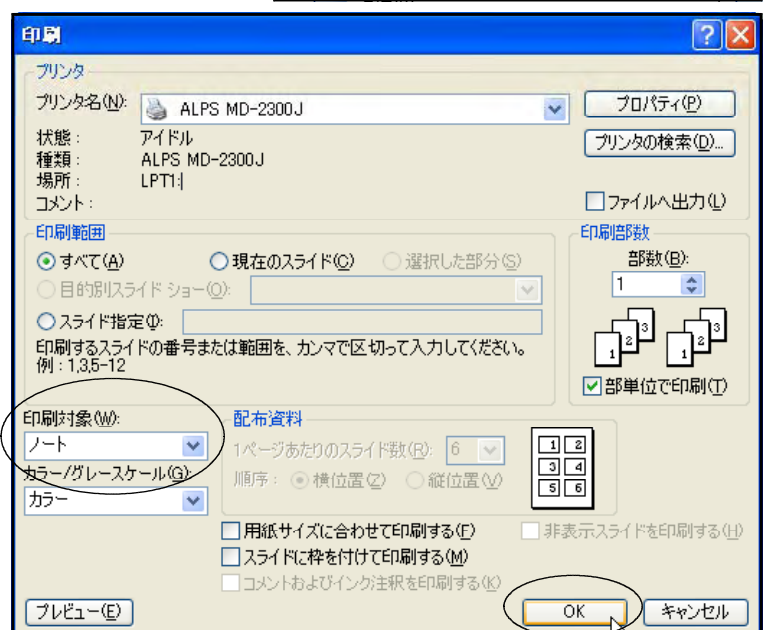 印刷
プリンタ
プリンタ名(N): ALPS MD-2300J プロパティ(P)
状態: アイドル プリンタの検索(D)...
種類: ALPS MD-2300J
場所: LPT1:
コメント: ファイルへ出力(L)
印刷範囲 印刷部数
すべて(A) 現在のスライド(C) 選択した部分(S) 部数(B):
目的別スライド ショー(O): 1
スライド指定(I):
印刷するスライドの番号または範囲を、カンマで区切って入力してください。
例:1,3,5-12
1 2 3 1 2 3
部単位で印刷(T)
印刷対象(W): 配布資料
ノート 1ページあたりのスライド数(R): 6 1 2
カラー/グレースケール(G): 順序: 横位置(Z) 縦位置(V) 3 4
カラー 5 6
用紙サイズに合わせて印刷する(F) 非表示スライドを印刷する(H)
スライドに枠を付けて印刷する(M)
コメントおよびインク注釈を印刷する(K)
プレビュー(E) OK キャンセル